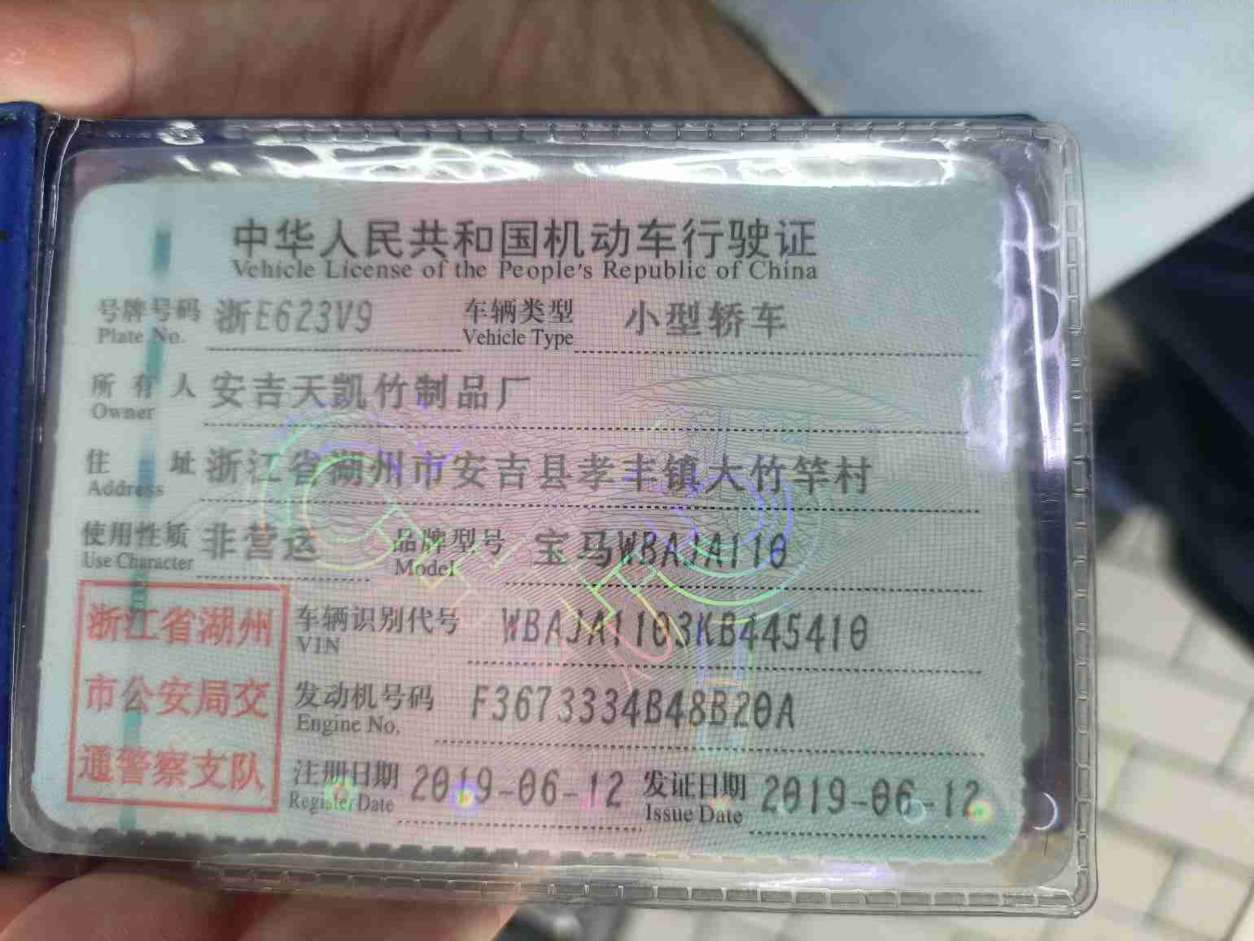 中华人民共和国机动车行驶证
Vehicle License of the People's Republic of China
号牌号码 浙E623V9 车辆类型 小型轿车
Plate No. Vehicle Type
所有人 安吉天凯竹制品厂
Owner
住址 浙江省湖州市安吉县孝丰镇大竹竿村
Address
使用性质 非营运 品牌型号 宝马WBAJA110
Use Character Model
浙江省湖州
市公安局交
通警察支队
车辆识别代号 WBAJA1103KB445410
VIN
发动机号码 F3673334B48B20A
Engine No.
注册日期 2019-06-12 发证日期 2019-06-12
Register Date Issue Date